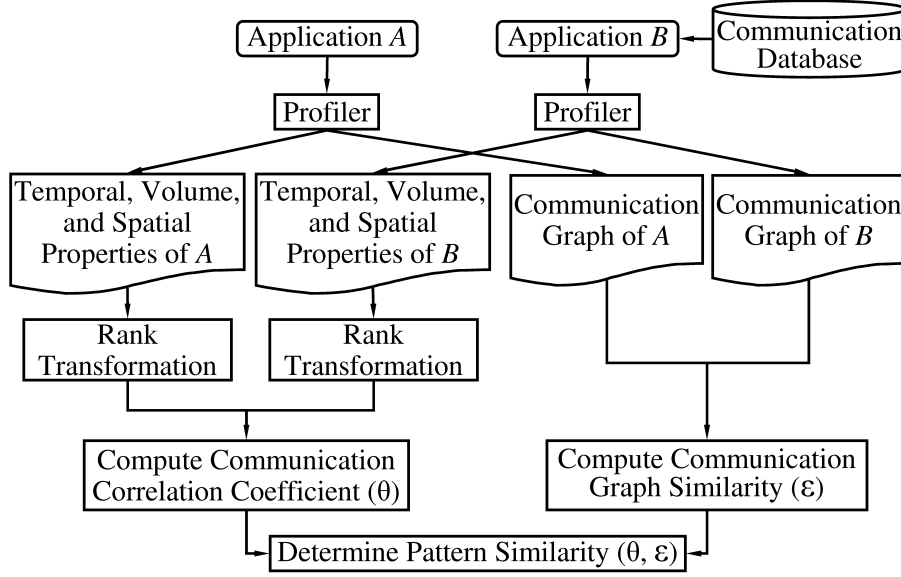 Application A
Application B
Communication
Database
Profiler
Profiler
Temporal, Volume,
and Spatial
Properties of A
Temporal, Volume,
and Spatial
Properties of B
Communication
Graph of A
Communication
Graph of B
Rank
Transformation
Rank
Transformation
Compute Communication
Correlation Coefficient (θ)
Compute Communication
Graph Similarity (ε)
Determine Pattern Similarity (θ, ε)